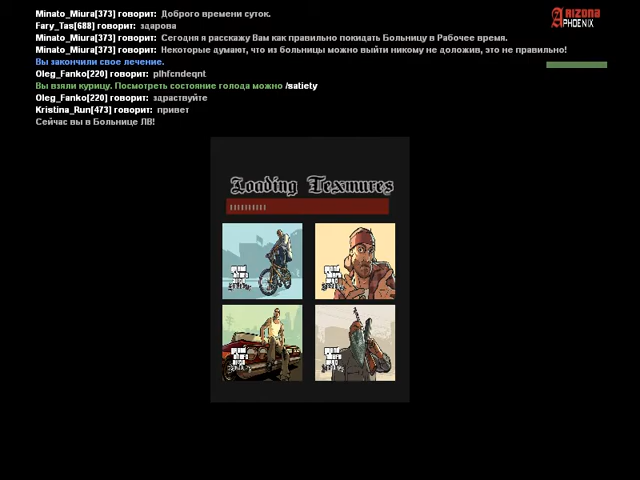 Minato_Miura[373] говорит: Доброго времени суток.
Fary_Tas[688] говорит: здарова
Minato_Miura[373] говорит: Сегодня я расскажу Вам как правильно покидать Больницу в Рабочее время.
Minato_Miura[373] говорит: Некоторые думают, что из больницы можно выйти никому не доложив, это не правильно!
Вы закончили свое лечение.
Oleg_Fanko[220] говорит: plhfcndeqnt
Вы взяли курицу. Посмотреть состояние голода можно /satiety
Oleg_Fanko[220] говорит: здраствуйте
Kristina_Run[473] говорит: привет
Сейчас вы в Больнице ЛВ!
ARIZONA
PHOENIX
Loading Texmures